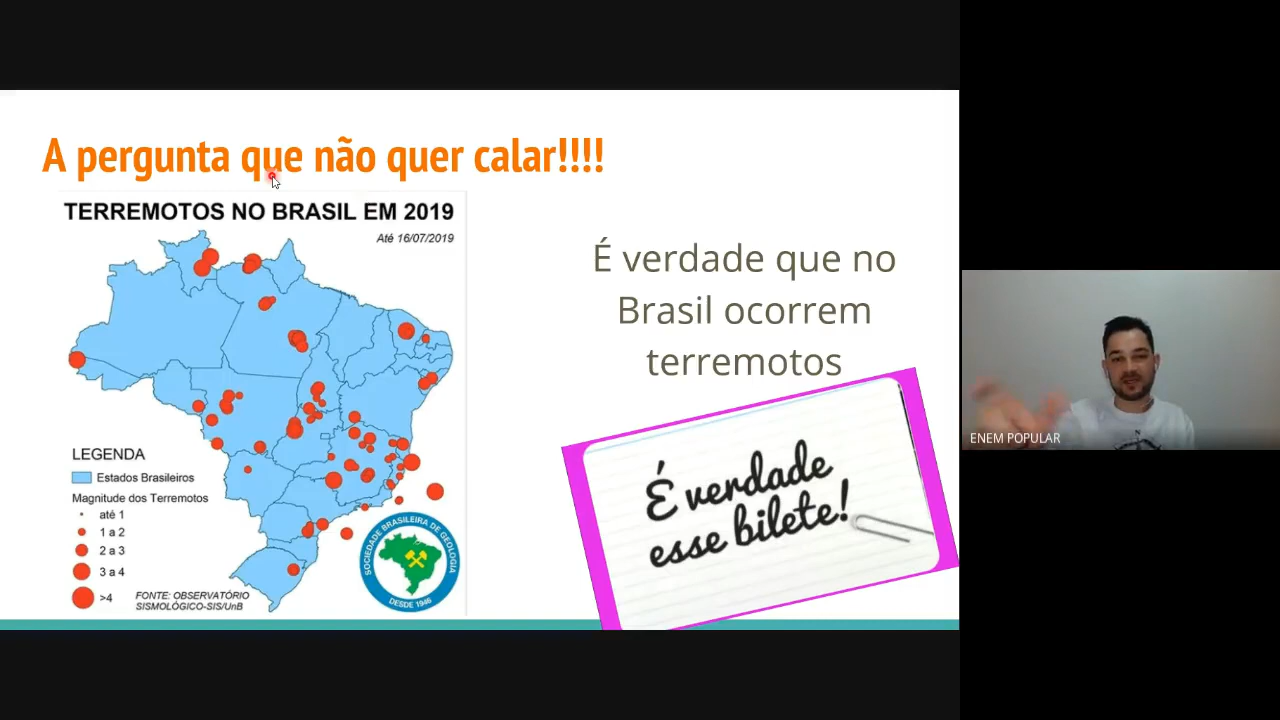 A pergunta que não quer calar!!!!
TERREMOTOS NO BRASIL EM 2019
Até 16/07/2019
LEGENDA
Estados Brasileiros
Magnitude dos Terremotos
até 1
1 a 2
2 a 3
3 a 4
>4
FONTE: OBSERVATÓRIO
SISMOLÓGICO-SIS/UnB
SOCIEDADE BRASILEIRA DE GEOLOGIA
DESDE 1946
É verdade que no
Brasil ocorrem
terremotos
É verdade
esse bilete!
ENEM POPULAR